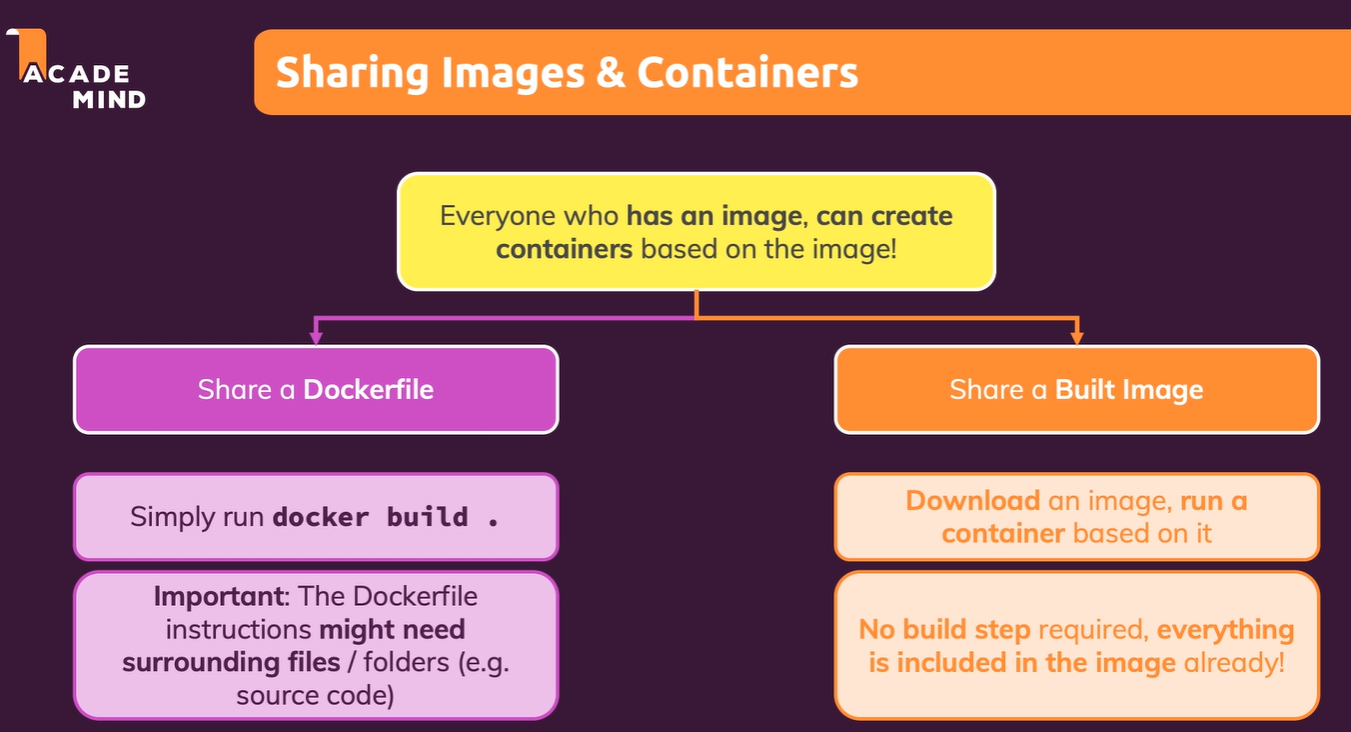 ACADE
MIND
Sharing Images & Containers
Everyone who has an image, can create
containers based on the image!
Share a Dockerfile
Simply run docker build .
Important: The Dockerfile
instructions might need
surrounding files / folders (e.g.
source code)
Share a Built Image
Download an image, run a
container based on it
No build step required, everything
is included in the image already!